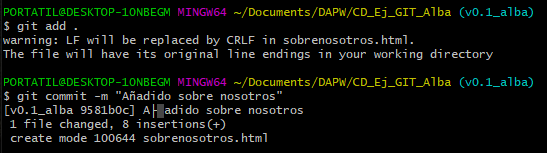 PORTATIL@DESKTOP-1ONBEGM MINGW64 ~/Documents/DAPW/CD_Ej_GIT_Alba (v0.1_alba)
$ git add .
warning: LF will be replaced by CRLF in sobrenosotros.html.
The file will have its original line endings in your working directory
PORTATIL@DESKTOP-1ONBEGM MINGW64 ~/Documents/DAPW/CD_Ej_GIT_Alba (v0.1_alba)
$ git commit -m "Añadido sobre nosotros"
[v0.1_alba 9581b0c] A adido sobre nosotros
1 file changed, 8 insertions(+)
create mode 100644 sobrenosotros.html